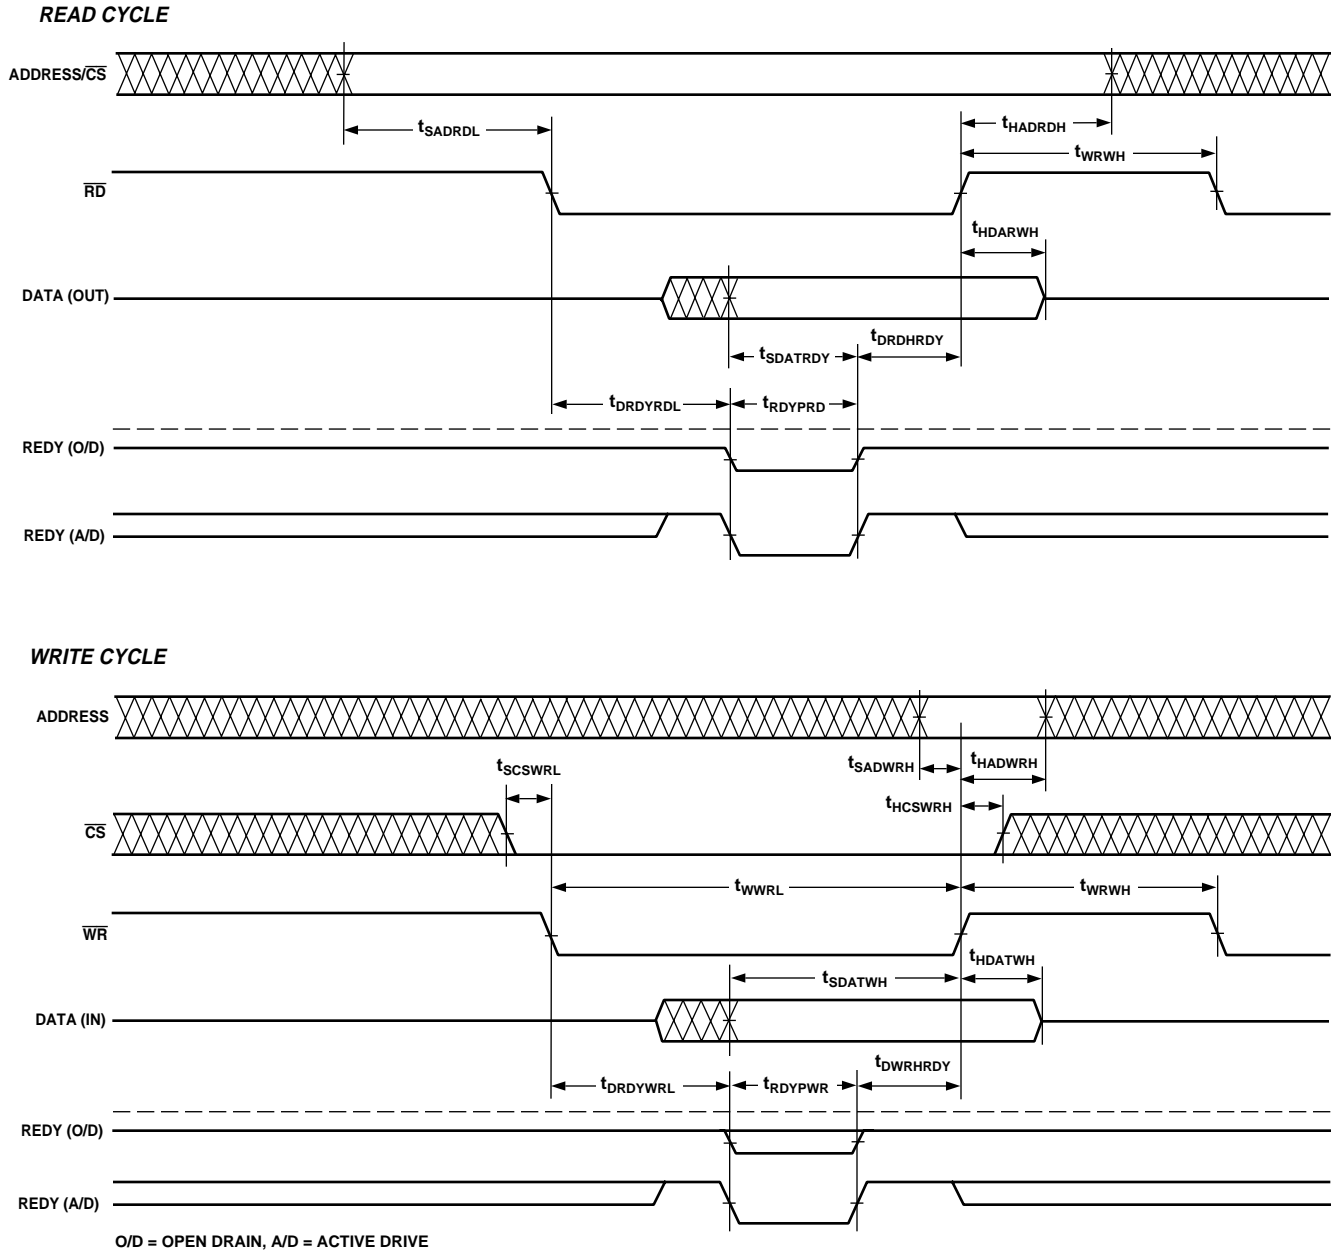 READ CYCLE
ADDRESS/CS
tSADRDL
tHADRDH
tWRWH
RD
tHDARWH
DATA (OUT)
tSDATRDY
tDRDHRDY
tDRDYRDL
tRDYPRD
REDY (O/D)
REDY (A/D)
WRITE CYCLE
ADDRESS
tSCSWRL
tSADWRH
tHADWRH
tHCSWRH
CS
tWWRL
tWRWH
WR
tHDATWH
tSDATWH
DATA (IN)
tDWRHRDY
tDRDYWRL
tRDYPWR
REDY (O/D)
REDY (A/D)
O/D = OPEN DRAIN, A/D = ACTIVE DRIVE